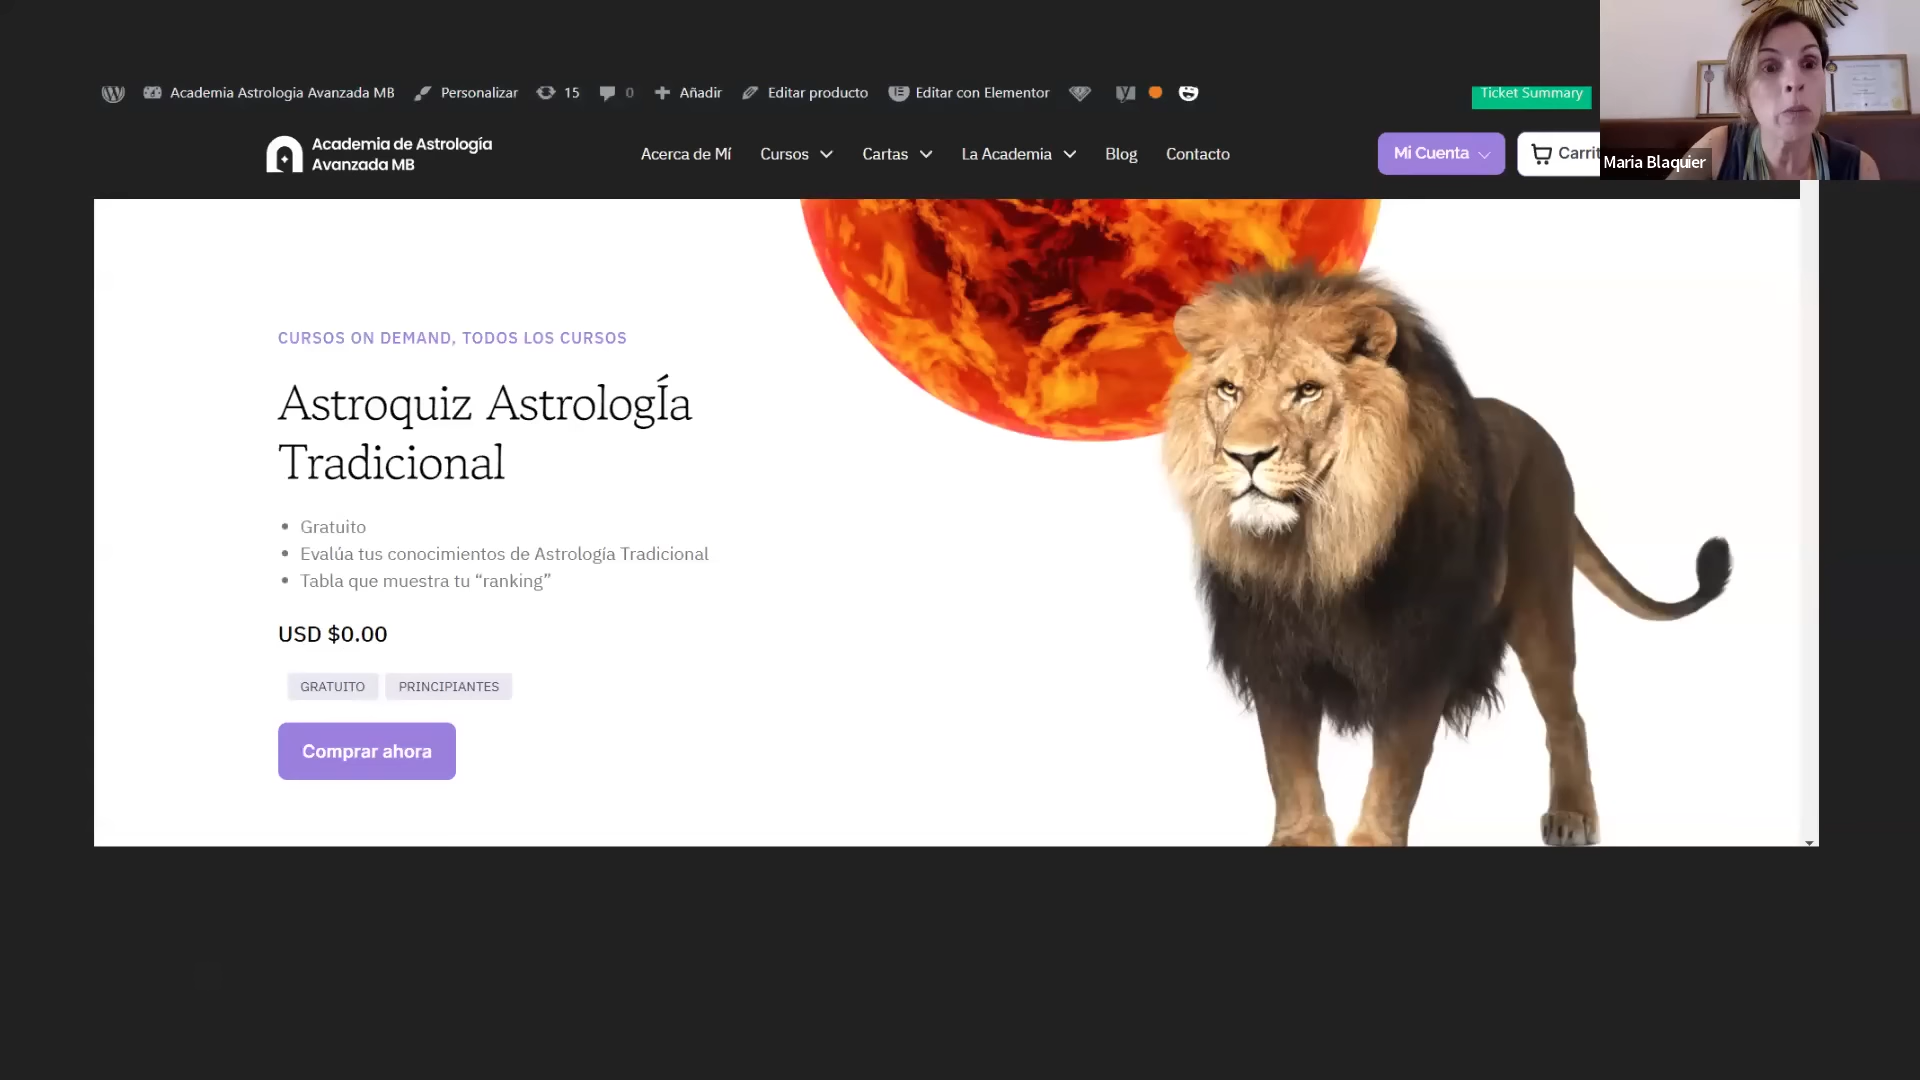 Academia Astrologia Avanzada MB Personalizar 15 0 Añadir Editar producto Editar con Elementor
Ticket Summary
Academia de Astrología
Avanzada MB
Acerca de Mí Cursos Cartas La Academia Blog Contacto
Mi Cuenta
Carrit
Maria Blaquier
CURSOS ON DEMAND, TODOS LOS CURSOS
Astroquiz AstrologÍa
Tradicional
• Gratuito
• Evalúa tus conocimientos de Astrología Tradicional
• Tabla que muestra tu “ranking”
USD $0.00
GRATUITO PRINCIPIANTES
Comprar ahora